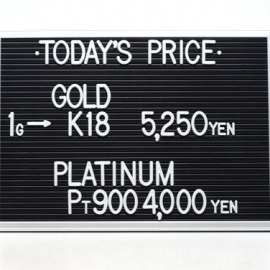 ·TODAY'S PRICE·
GOLD
1G→ K18 5,250YEN
PLATINUM
PT900 4,000YEN